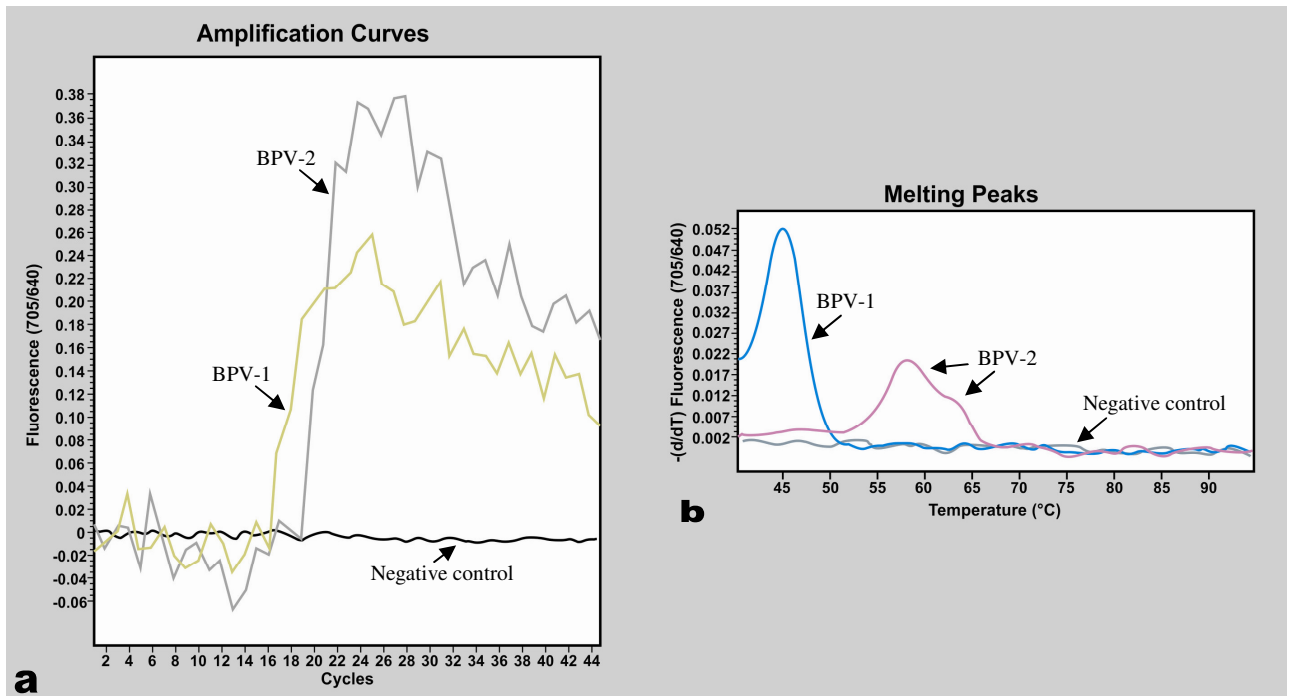 Amplification Curves
Fluorescence (705/640)
0.38
0.36
0.34
0.32
0.30
0.28
0.26
0.24
0.22
0.20
0.18
0.16
0.14
0.12
0.10
0.08
0.06
0.04
0.02
0
-0.02
-0.04
-0.06
BPV-2
BPV-1
Negative control
2 4 6 8 10 12 14 16 18 20 22 24 26 28 30 32 34 36 38 40 42 44
Cycles
a
Melting Peaks
-(d/dT) Fluorescence (705/640)
0.052
0.047
0.042
0.037
0.032
0.027
0.022
0.017
0.012
0.007
0.002
BPV-1
BPV-2
Negative control
45 50 55 60 65 70 75 80 85 90
Temperature (°C)
b